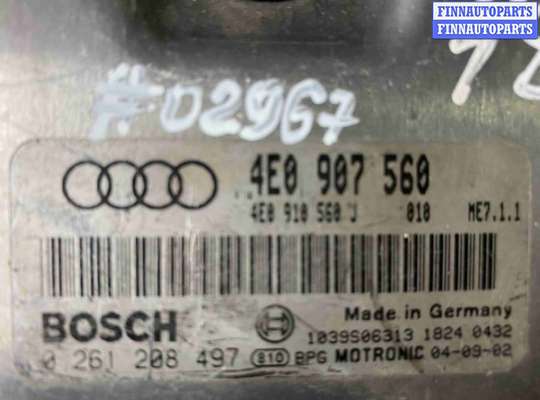 FINNAUTOPARTS
FINNAUTOPARTS
#02967
4E0 907 560
4E0 910 560 J 010 ME7.1.1
BOSCH
Made in Germany
1039S06313 1824 0432
0 261 208 497 810 BPG MOTRONIC 04-09-02